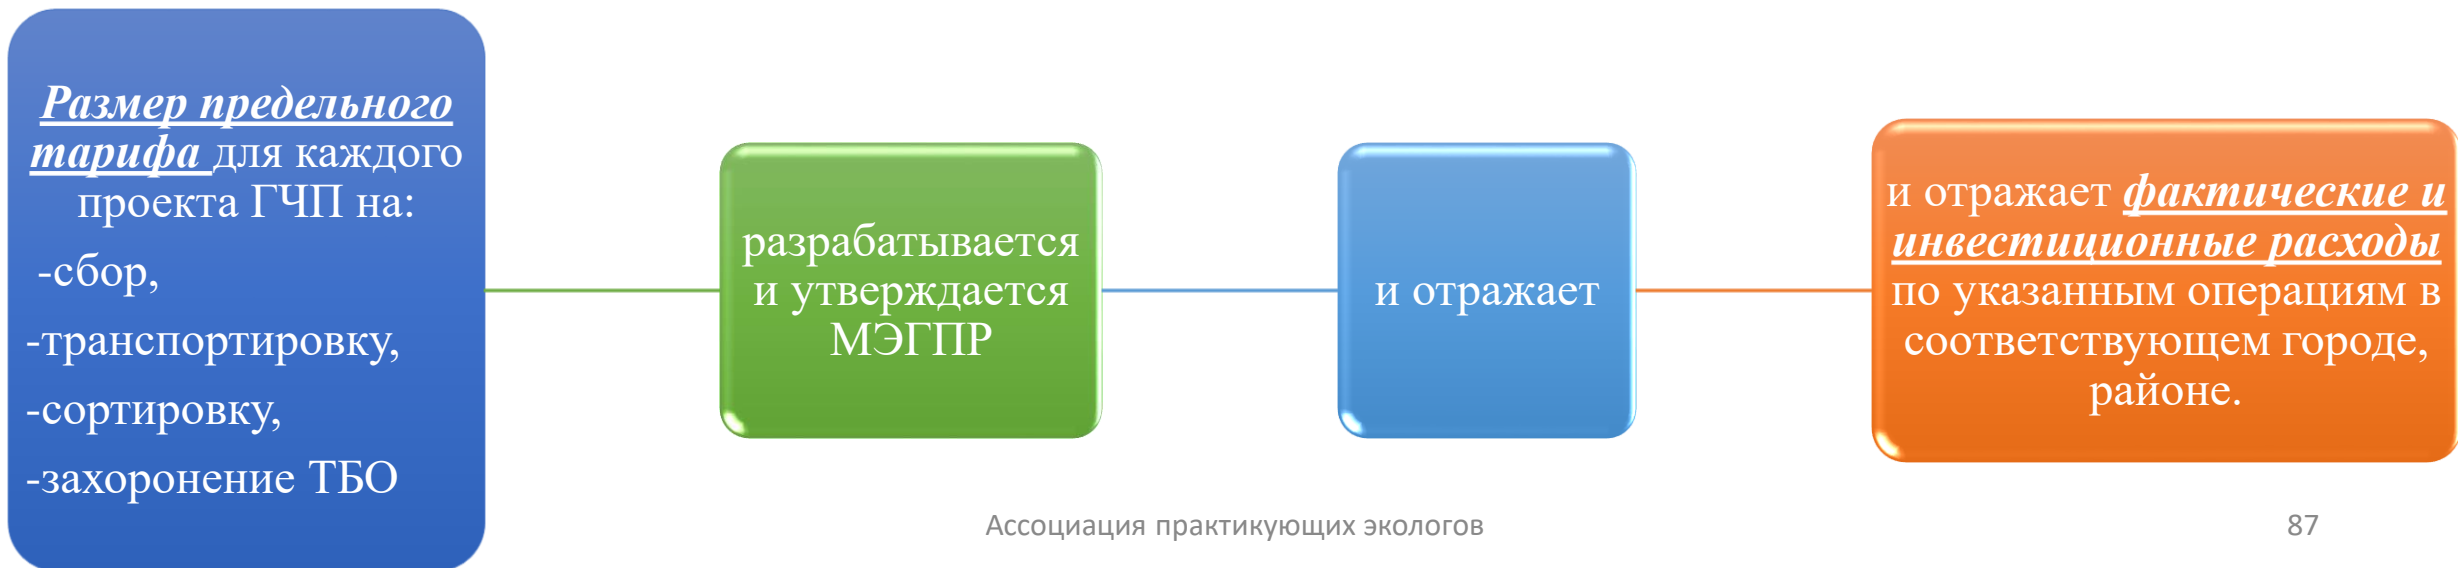 Размер предельного
тарифа для каждого
проекта ГЧП на:
-сбор,
-транспортировку,
-сортировку,
-захоронение ТБО
разрабатывается
и утверждается
МЭГПР
и отражает
и отражает фактические и
инвестиционные расходы
по указанным операциям в
соответствующем городе,
районе.
Ассоциация практикующих экологов
87